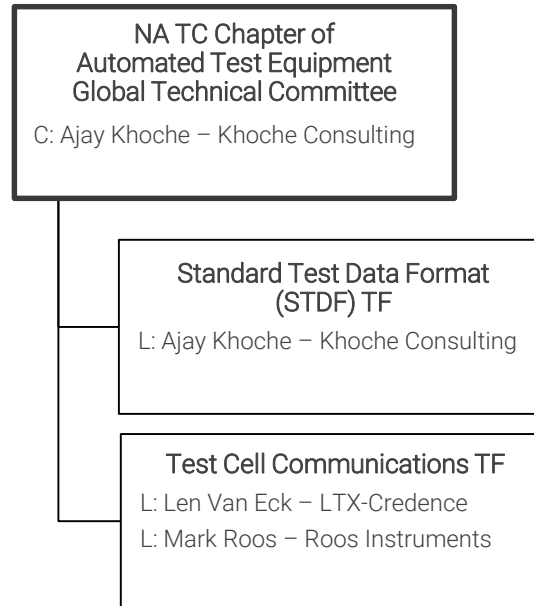 NA TC Chapter of
Automated Test Equipment
Global Technical Committee
C: Ajay Khoche – Khoche Consulting
Standard Test Data Format
(STDF) TF
L: Ajay Khoche – Khoche Consulting
Test Cell Communications TF
L: Len Van Eck – LTX-Credence
L: Mark Roos – Roos Instruments